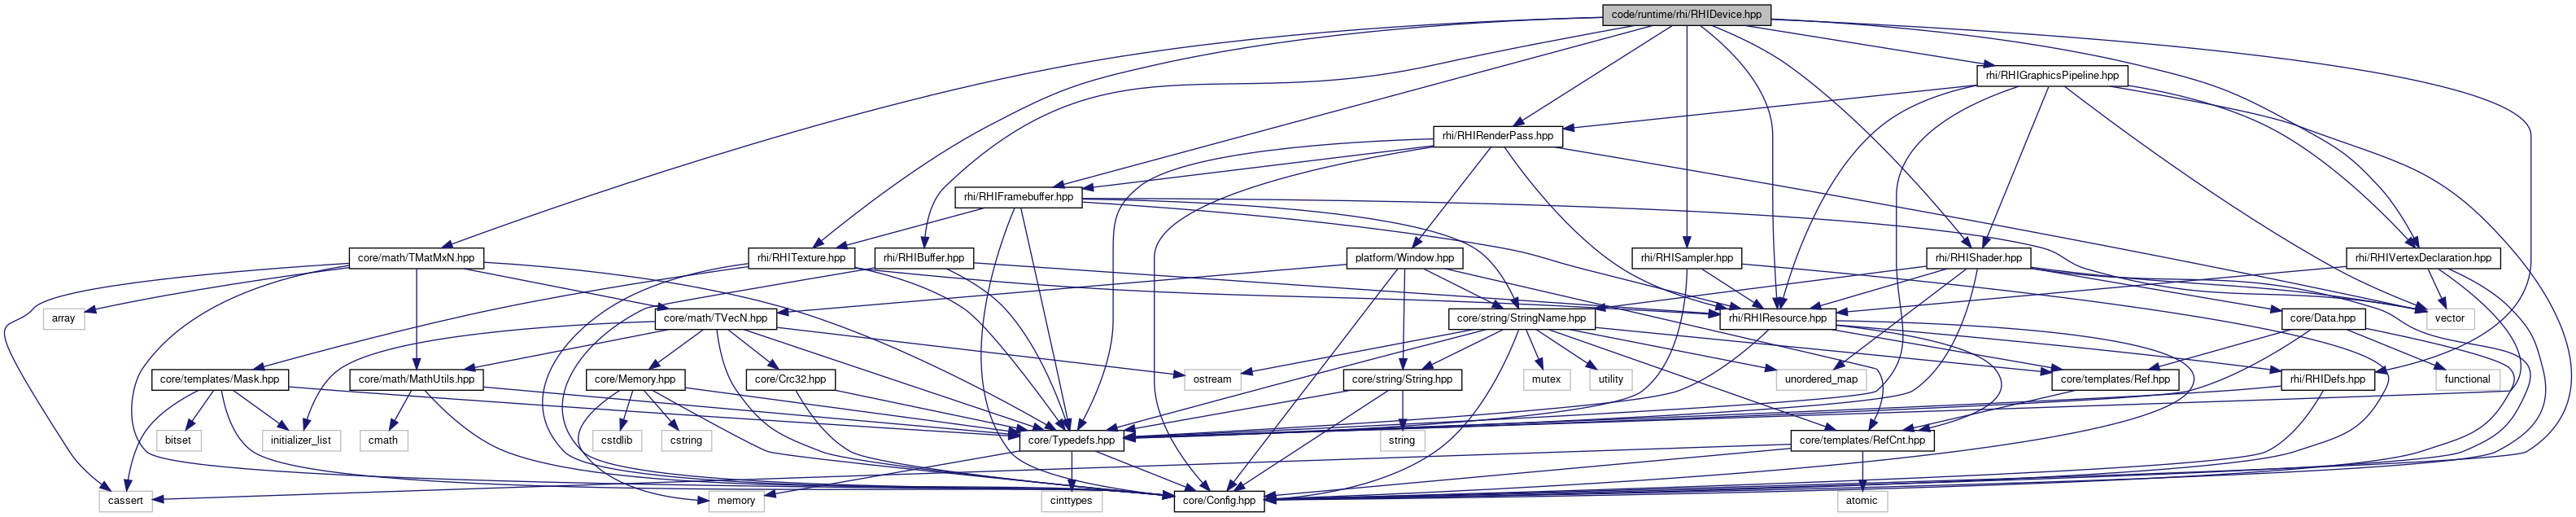 code/runtime/rhi/RHIDevice.hpp
rhi/RHIGraphicsPipeline.hpp
rhi/RHIRenderPass.hpp
rhi/RHIFramebuffer.hpp
core/math/TMatMxN.hpp
rhi/RHITexture.hpp
rhi/RHIBuffer.hpp
platform/Window.hpp
rhi/RHISampler.hpp
rhi/RHIShader.hpp
rhi/RHIVertexDeclaration.hpp
array
core/math/TVecN.hpp
core/string/StringName.hpp
rhi/RHIResource.hpp
core/Data.hpp
vector
core/templates/Mask.hpp
core/math/MathUtils.hpp
core/Memory.hpp
core/Crc32.hpp
ostream
core/string/String.hpp
mutex
utility
unordered_map
core/templates/Ref.hpp
rhi/RHIDefs.hpp
functional
bitset
initializer_list
cmath
cstdlib
cstring
core/Typedefs.hpp
string
core/templates/RefCnt.hpp
cassert
memory
cinttypes
core/Config.hpp
atomic